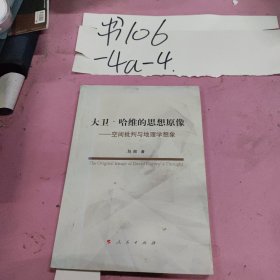 书106
-4a-4.
大卫·哈维的思想原像
——空间批判与地理学想象
The Original Image of David Harvey's Thought
人民出版社